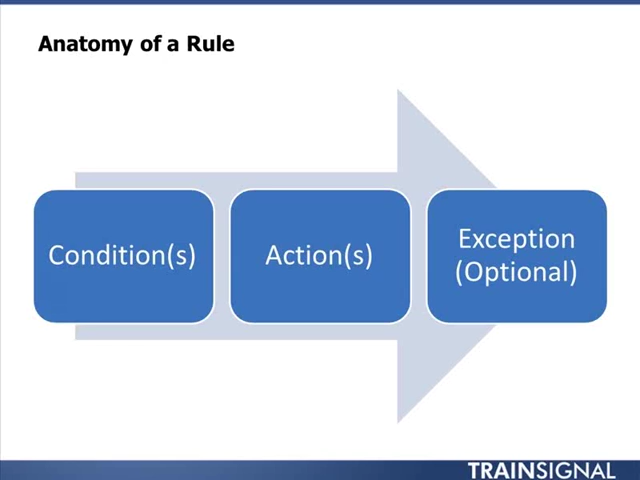 Anatomy of a Rule
Condition(s)
Action(s)
Exception
(Optional)
TRAINSIGNAL